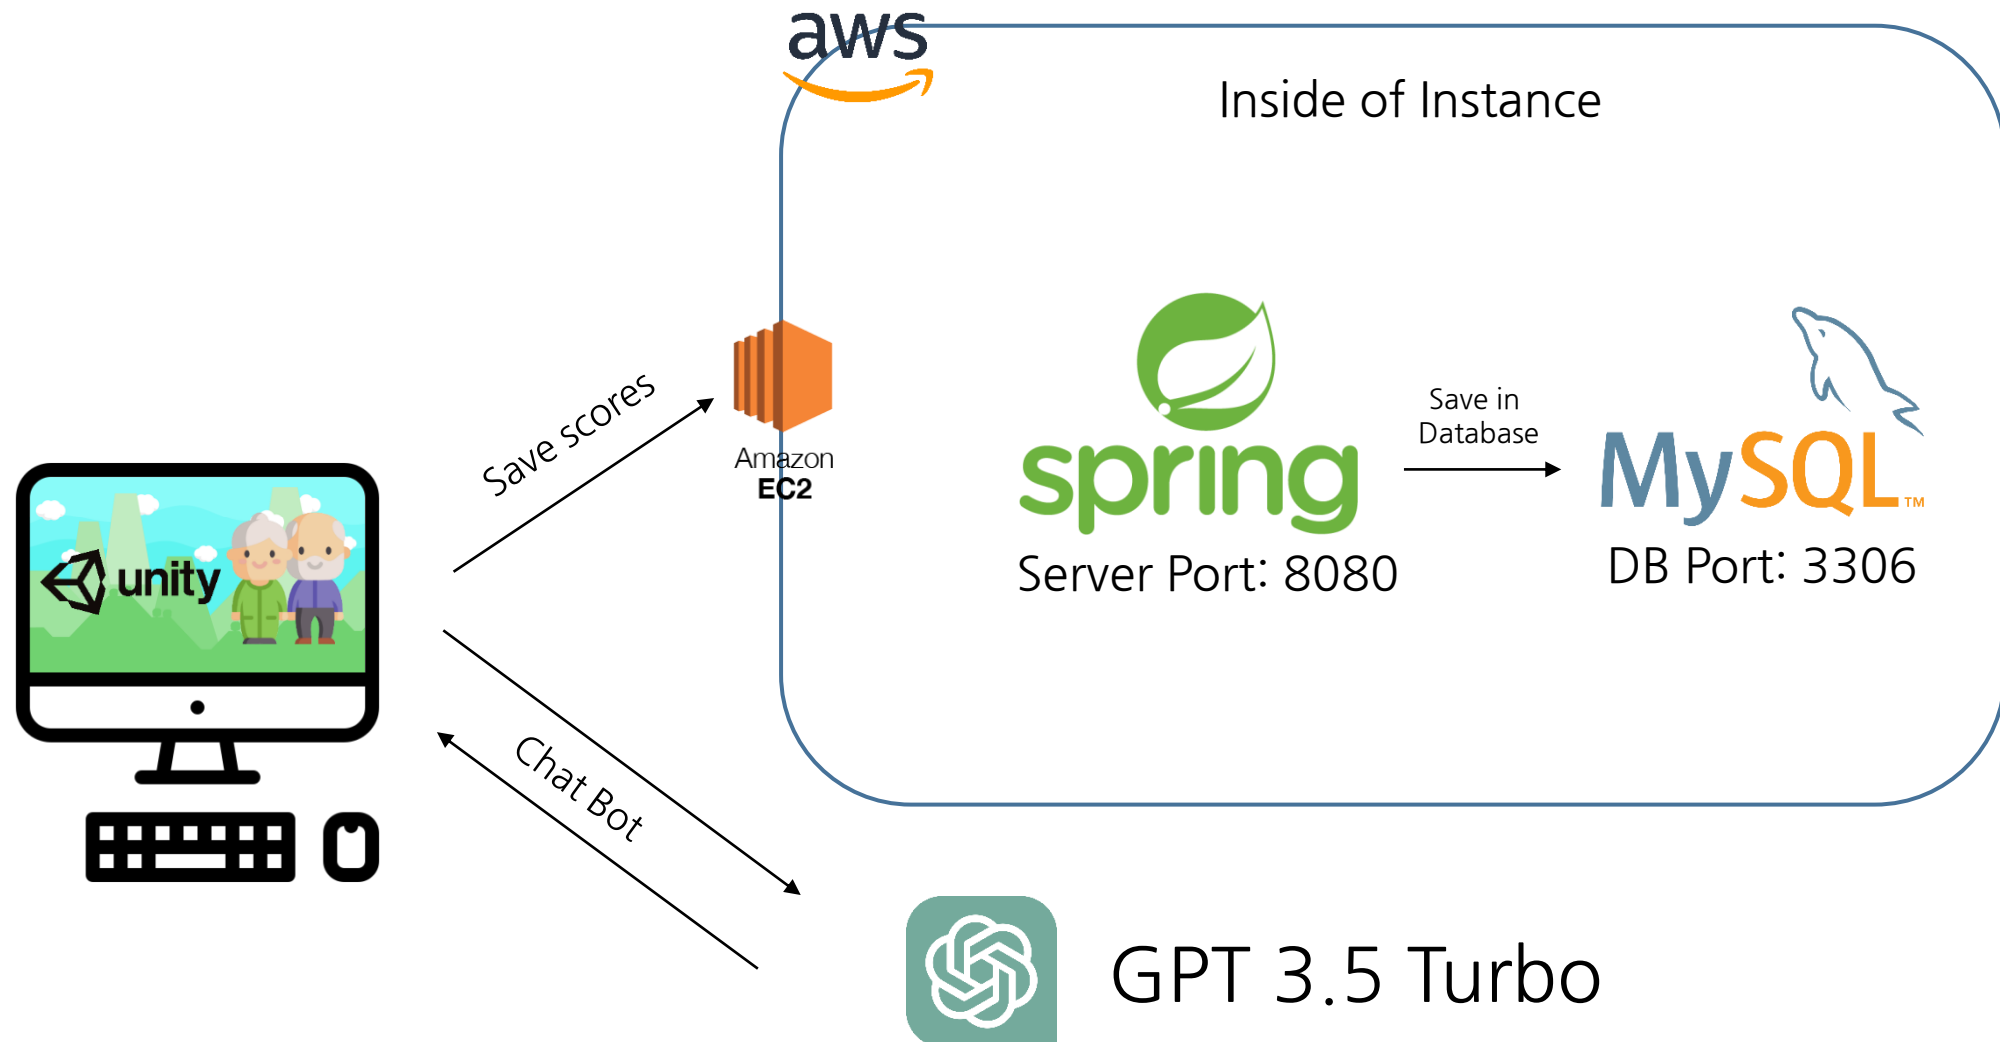 aws
Inside of Instance
Save scores
Amazon
EC2
spring
Server Port: 8080
Save in
Database
MySQL™
DB Port: 3306
unity
Chat Bot
GPT 3.5 Turbo